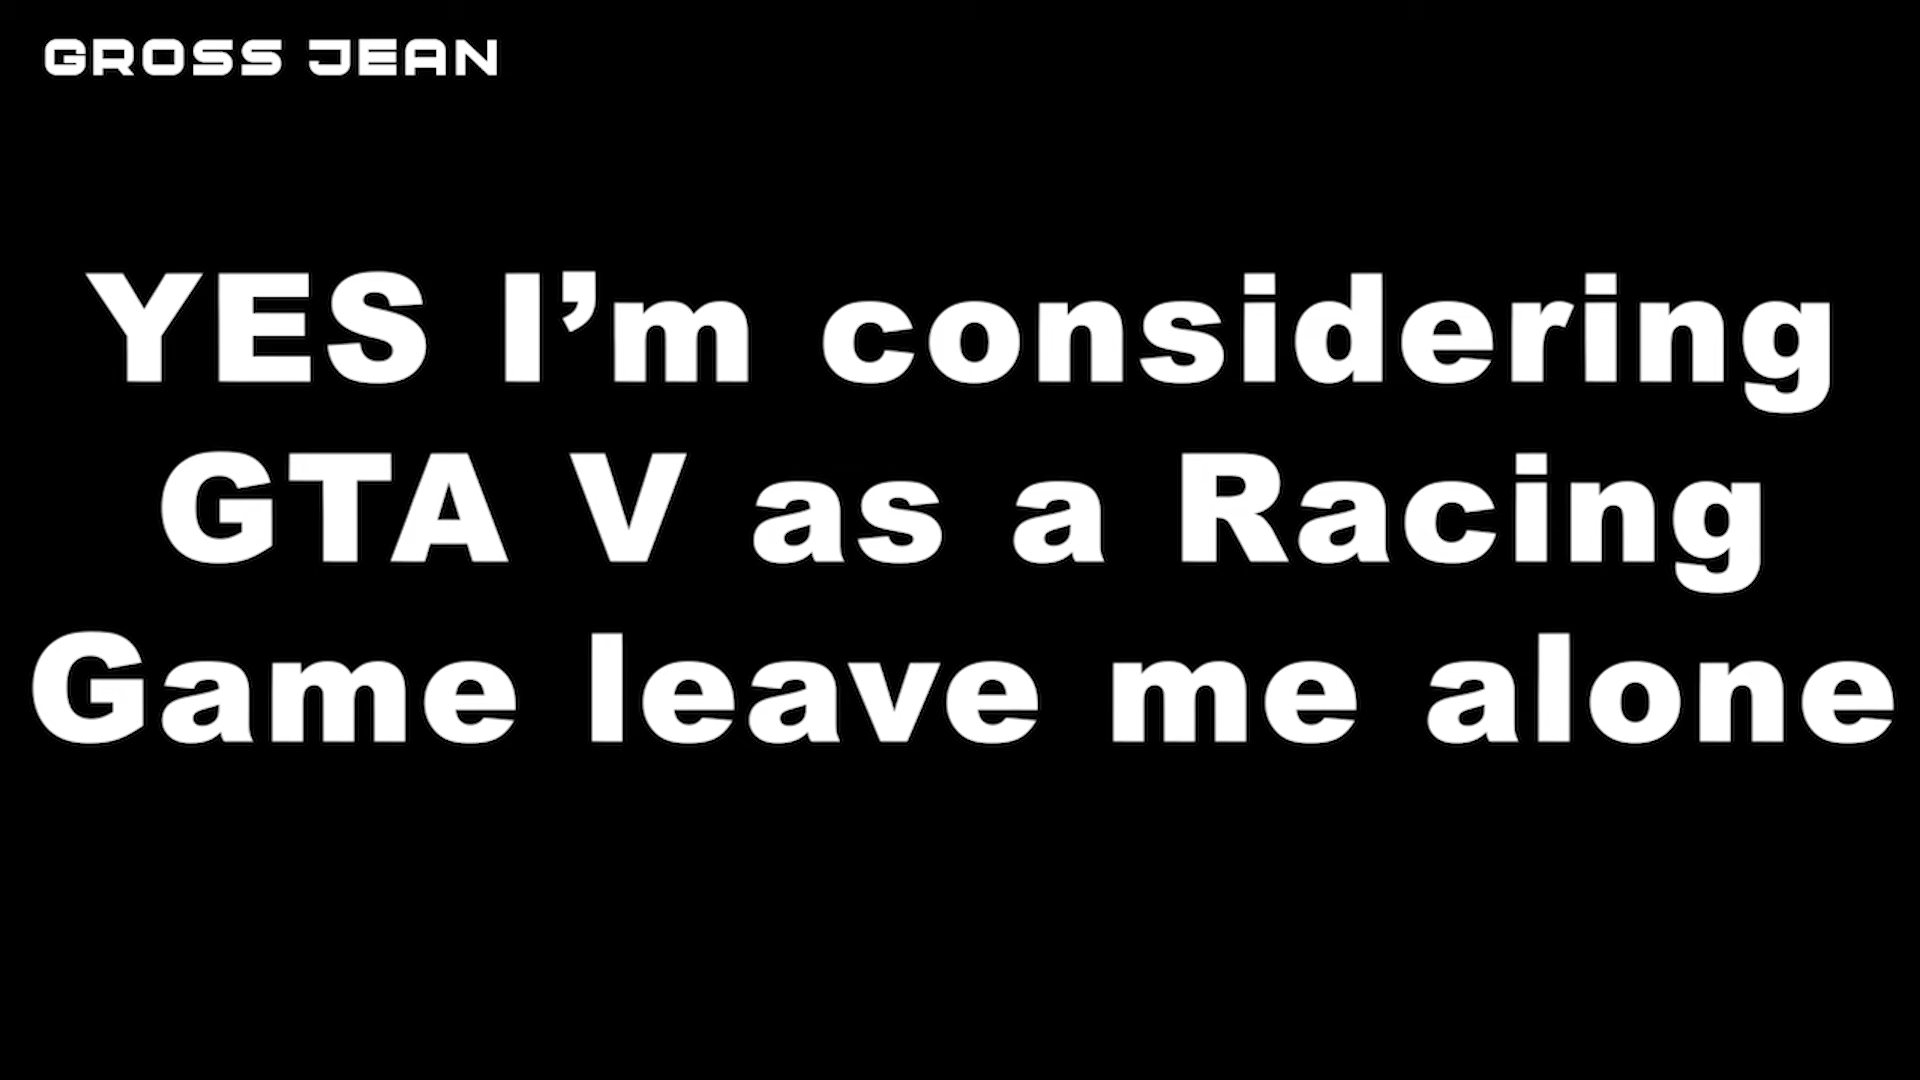 GROSS JEAN
YES I’m considering
GTA V as a Racing
Game leave me alone